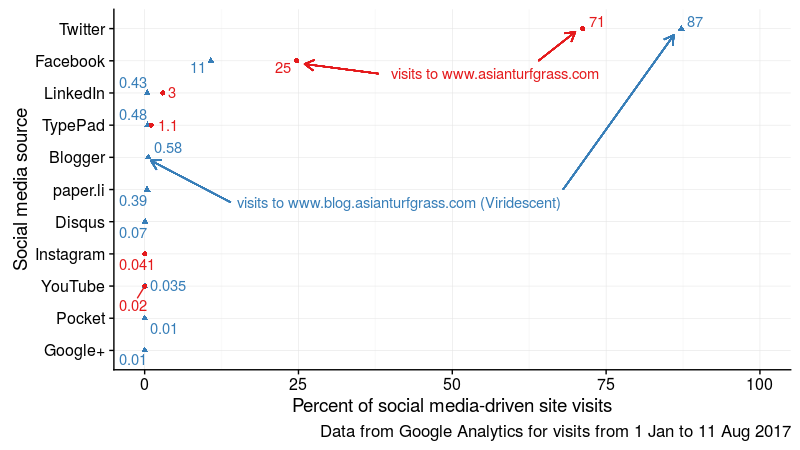 Twitter
71
87
Facebook
11
25
visits to www.asianturfgrass.com
0.43
LinkedIn
3
0.48
TypePad
1.1
Blogger
0.58
paper.li
0.39
visits to www.blog.asianturfgrass.com (Viridescent)
Disqus
0.07
Instagram
0.041
YouTube
0.035
0.02
Pocket
0.01
Google+
0.01
0 25 50 75 100
Social media source
Percent of social media-driven site visits
Data from Google Analytics for visits from 1 Jan to 11 Aug 2017